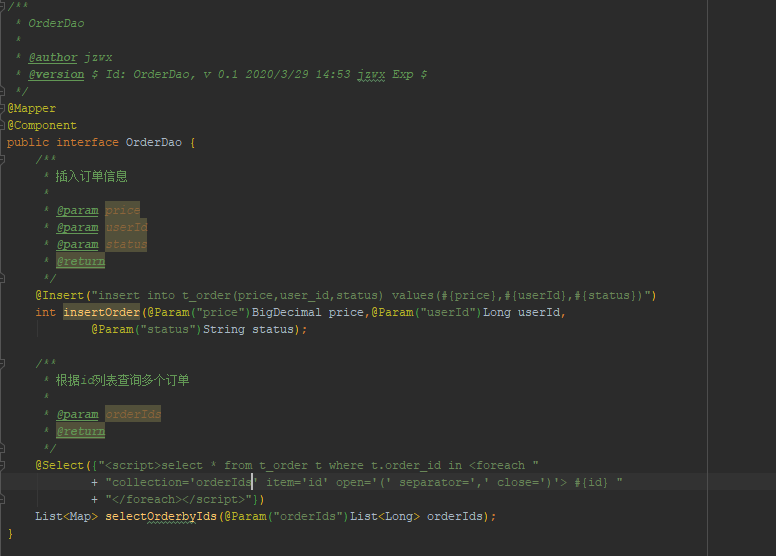 /**
* OrderDao
*
* @author jzwx
* @version $ Id: OrderDao, v 0.1 2020/3/29 14:53 jzwx Exp $
*/
@Mapper
@Component
public interface OrderDao {
/**
* 插入订单信息
*
* @param price
* @param userId
* @param status
* @return
*/
@Insert("insert into t_order(price,user_id,status) values(#{price},#{userId},#{status})")
int insertOrder(@Param("price")BigDecimal price,@Param("userId")Long userId,
@Param("status")String status);
/**
* 根据id列表查询多个订单
*
* @param orderIds
* @return
*/
@Select({"<script>select * from t_order t where t.order_id in <foreach "
+ "collection='orderIds' item='id' open='(' separator=',' close=')'> #{id} "
+ "</foreach></script>"})
List<Map> selectOrderbyIds(@Param("orderIds")List<Long> orderIds);
}